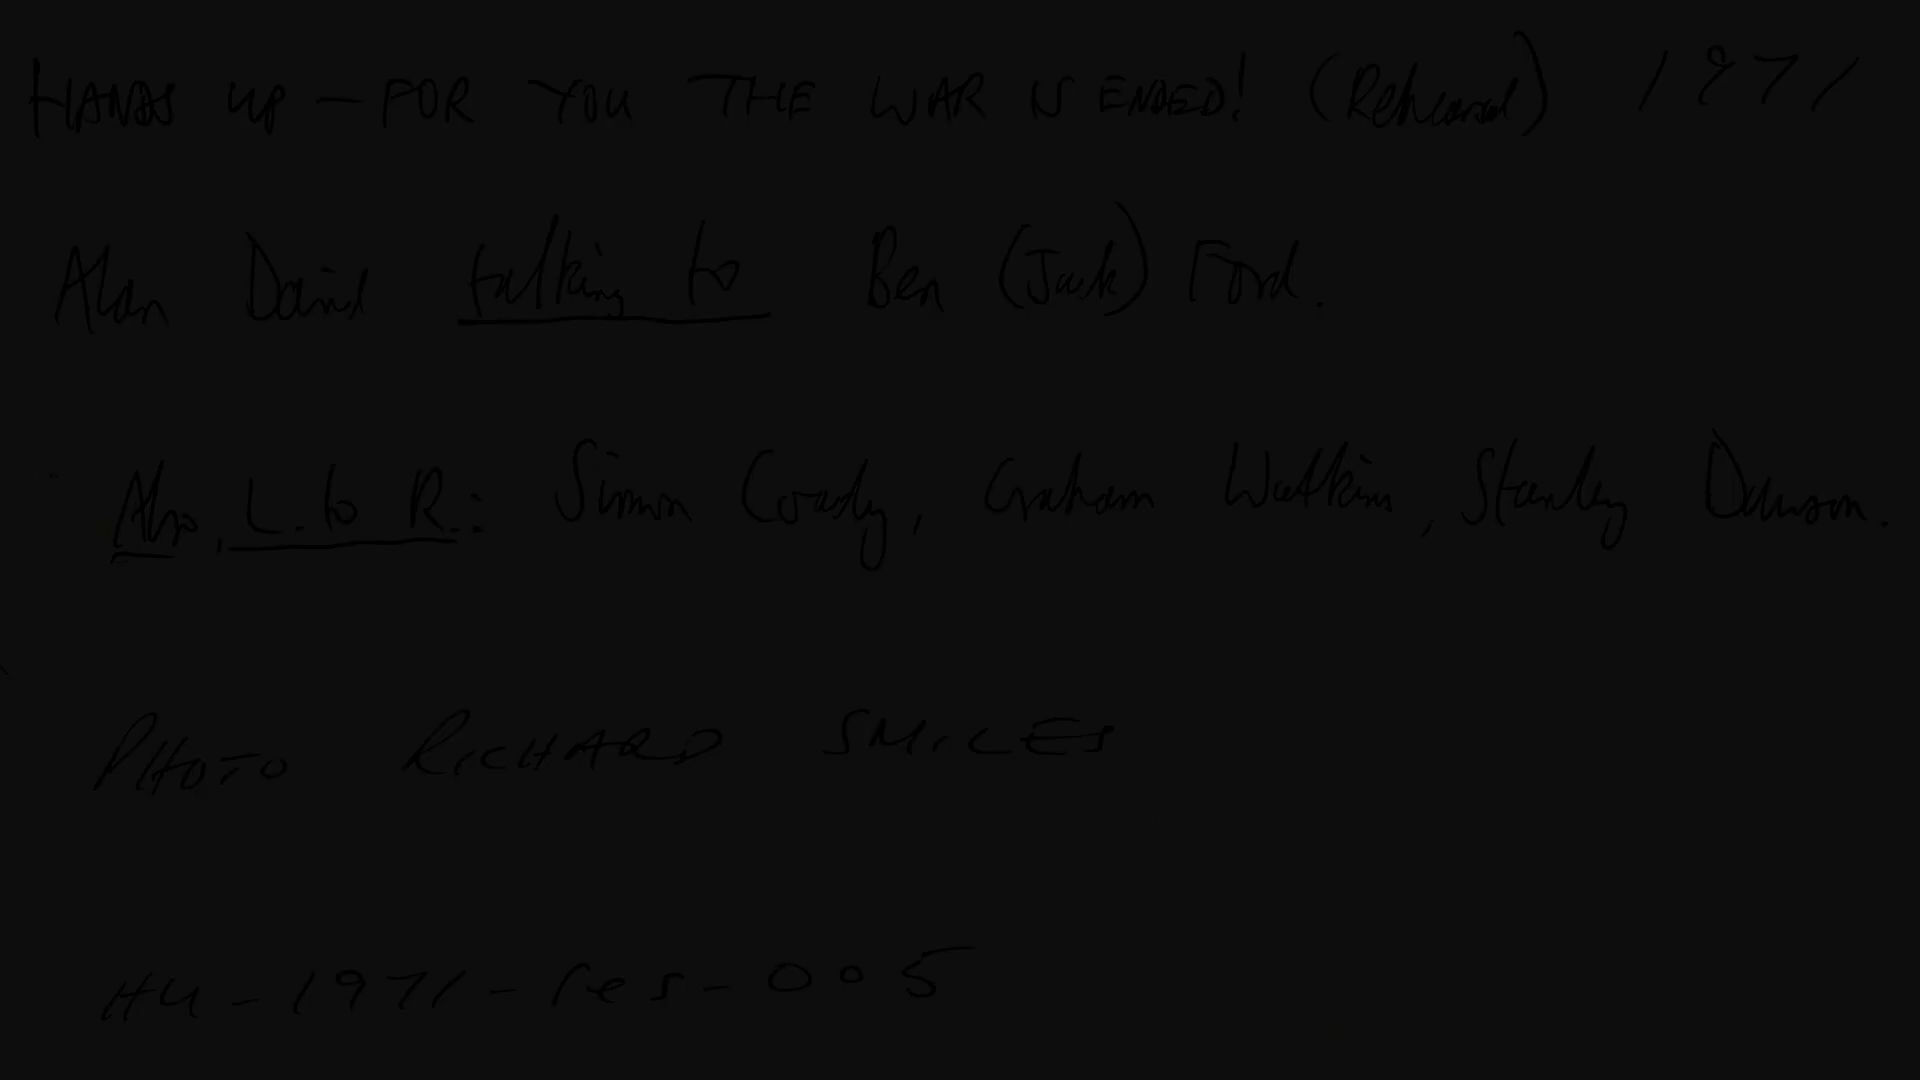 HANDS UP - FOR YOU THE WAR IS ENDED! (Rehearsal) 1971
Alan David talking to Ben (Jack) Ford.
Also, L. to R.: Simon Coady, Graham Watkins, Stanley Dawson.
PHOTO RICHARD SMILES
HU-1971-res-005